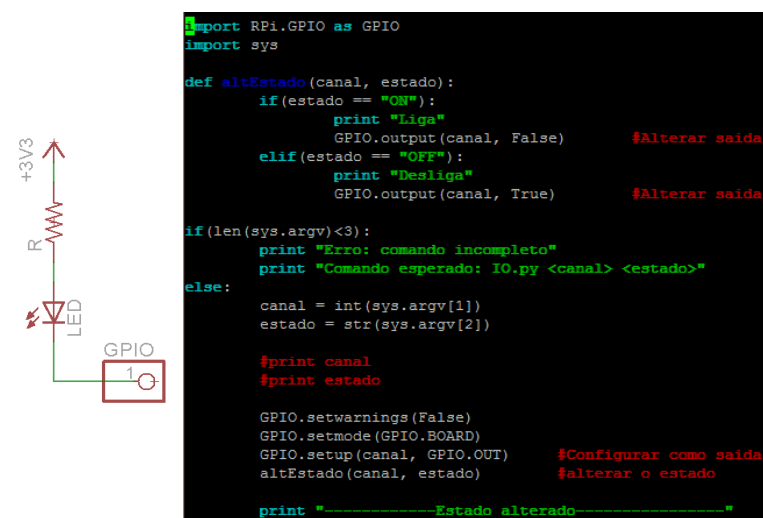 +3V3
R
LED
GPIO
1
import RPi.GPIO as GPIO
import sys
def altEstado(canal, estado):
if(estado == "ON"):
print "Liga"
GPIO.output(canal, False) #Alterar saida
elif(estado == "OFF"):
print "Desliga"
GPIO.output(canal, True) #Alterar saida
if(len(sys.argv)<3):
print "Erro: comando incompleto"
print "Comando esperado: IO.py <canal> <estado>"
else:
canal = int(sys.argv[1])
estado = str(sys.argv[2])
#print canal
#print estado
GPIO.setwarnings(False)
GPIO.setmode(GPIO.BOARD)
GPIO.setup(canal, GPIO.OUT) #Configurar como saida
altEstado(canal, estado) #alterar o estado
print "------------Estado alterado----------------"